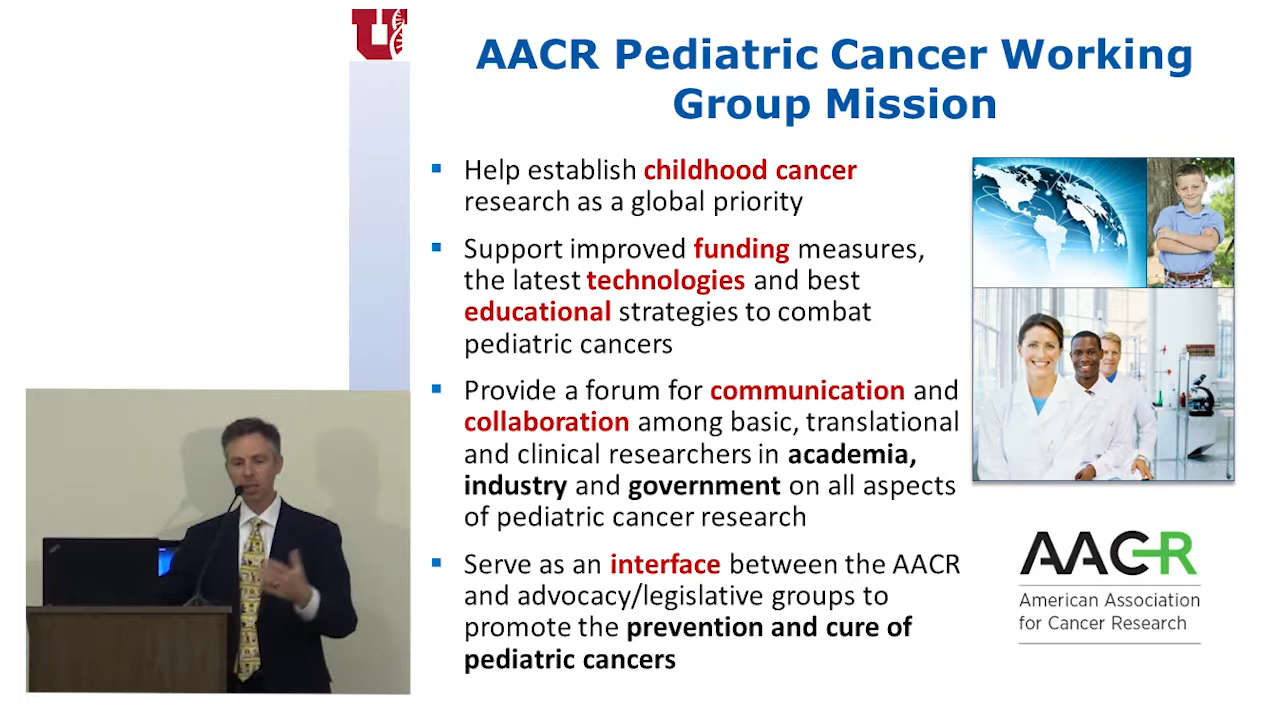 AACR Pediatric Cancer Working
Group Mission
Help establish childhood cancer
research as a global priority
Support improved funding measures,
the latest technologies and best
educational strategies to combat
pediatric cancers
Provide a forum for communication and
collaboration among basic, translational
and clinical researchers in academia,
industry and government on all aspects
of pediatric cancer research
Serve as an interface between the AACR
and advocacy/legislative groups to
promote the prevention and cure of
pediatric cancers
AACR
American Association
for Cancer Research